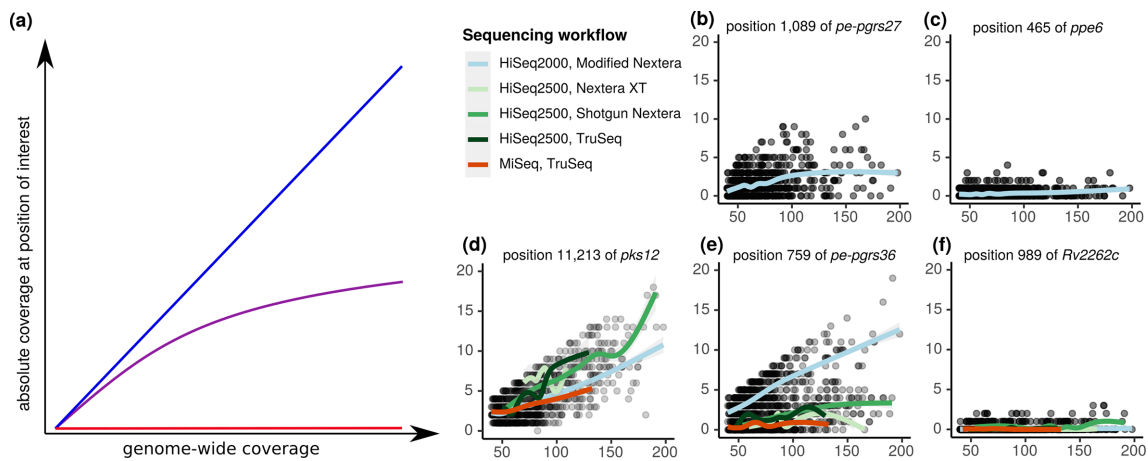 (a)
absolute coverage at position of interest
genome-wide coverage
Sequencing workflow
HiSeq2000, Modified Nextera
HiSeq2500, Nextera XT
HiSeq2500, Shotgun Nextera
HiSeq2500, TruSeq
MiSeq, TruSeq
(b)
position 1,089 of pe-pgrs27
20
15
10
5
0
50 100 150 200
(c)
position 465 of ppe6
20
15
10
5
0
50 100 150 200
(d)
position 11,213 of pks12
20
15
10
5
0
50 100 150 200
(e)
position 759 of pe-pgrs36
20
15
10
5
0
50 100 150 200
(f)
position 989 of Rv2262c
20
15
10
5
0
50 100 150 200